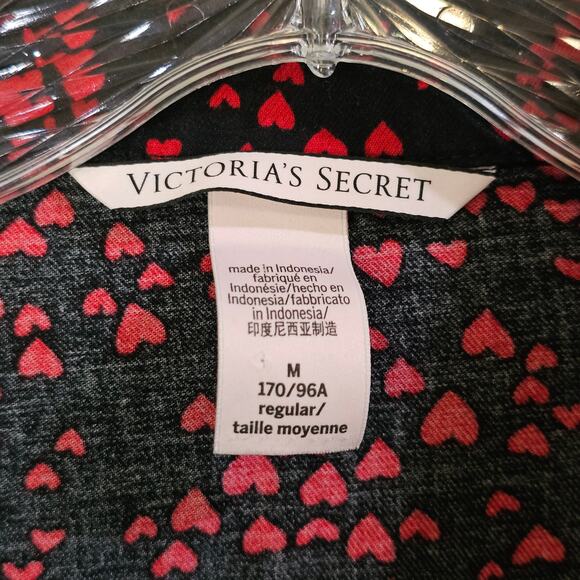 VICTORIA'S SECRET
made in Indonesia/
fabriqué en
Indonésie/hecho en
Indonesia/fabbricato
in Indonesia/
印度尼西亚制造
M
170/96A
regular/
taille moyenne